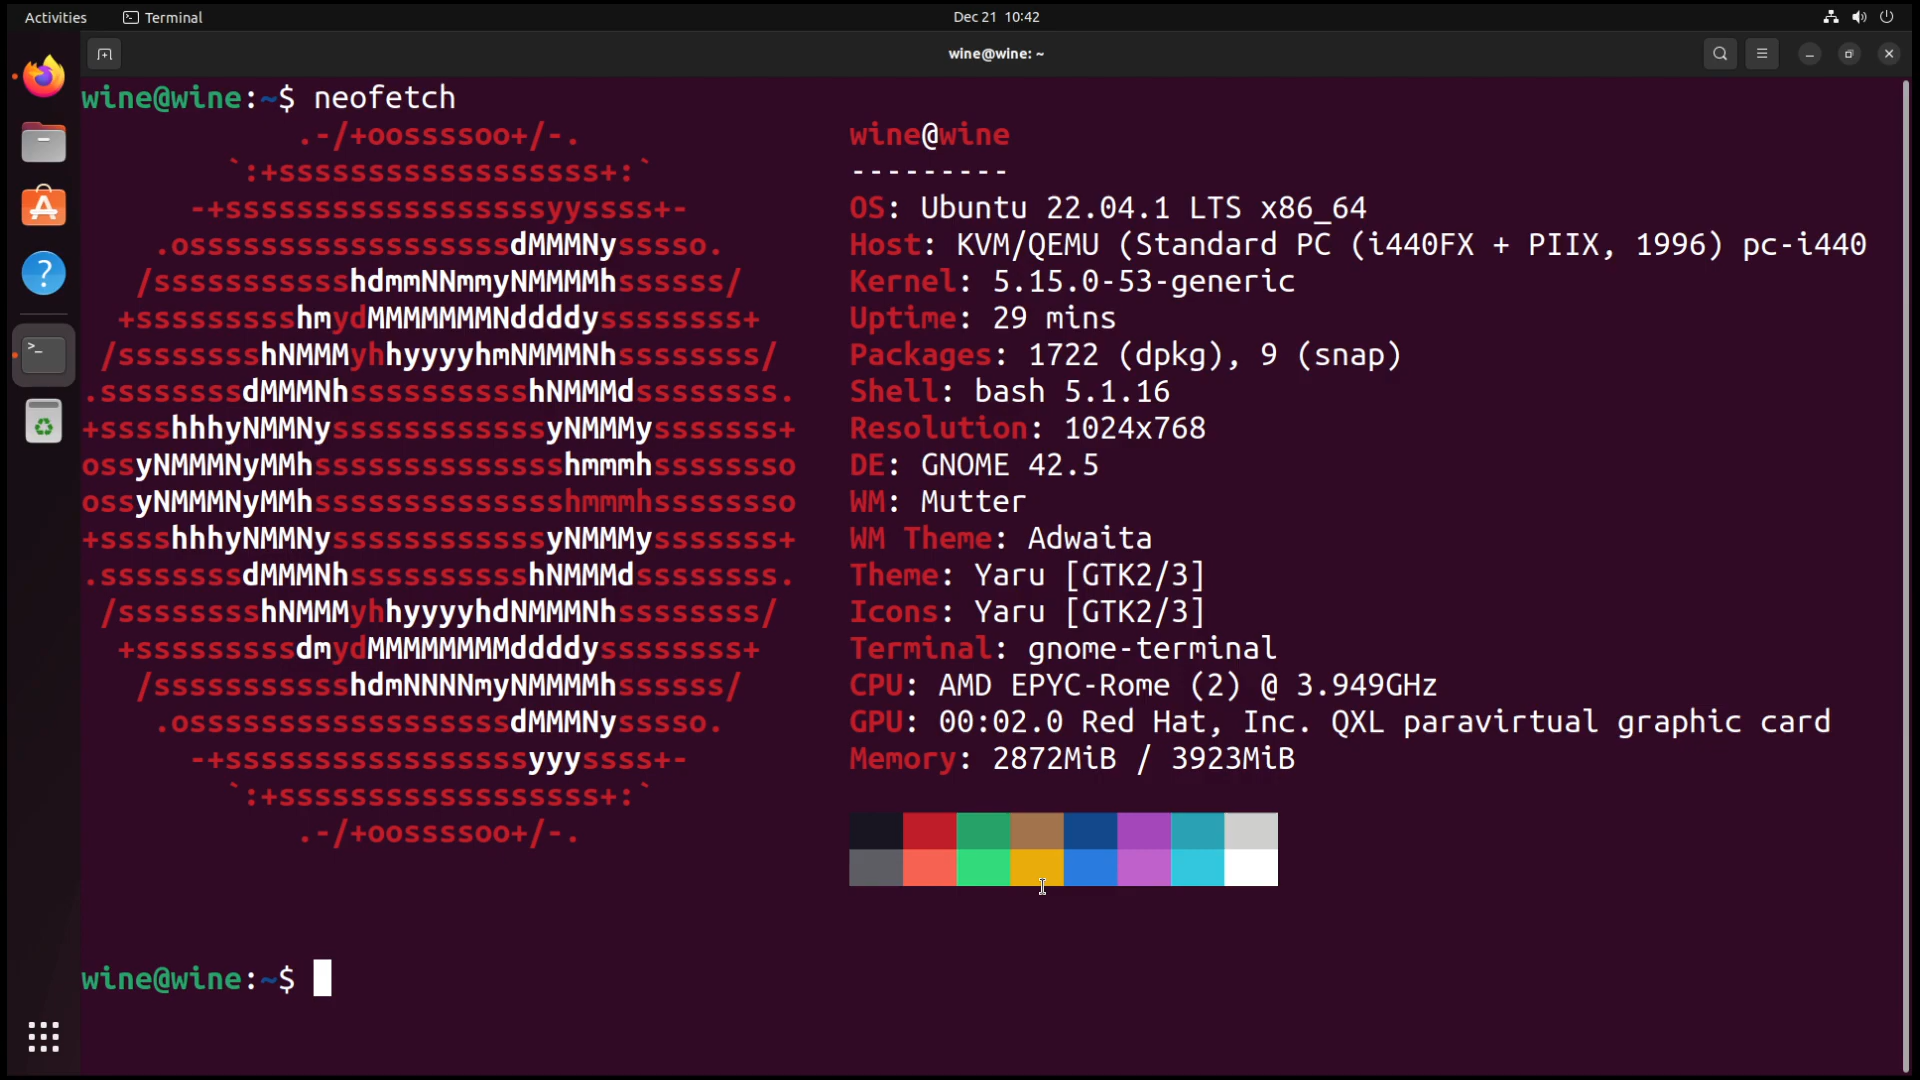 Activities
Terminal
Dec 21 10:42
wine@wine: ~
wine@wine:~$ neofetch
.-/+oossssoo+/-.
`:+ssssssssssssssssss+:`
-+ssssssssssssssssssyyssss+-
.ossssssssssssssssssdMMMNysssso.
/ssssssssssshdmmNNmmyNMMMMhssssss/
+ssssssssshmydMMMMMMMNddddyssssssss+
/sssssssshNMMMyhhyyyyhmNMMMNhssssssss/
.ssssssssdMMMNhsssssssssshNMMMdssssssss.
+sssshhhyNMMNyssssssssssssyNMMMysssssss+
ossyNMMMNyMMhsssssssssssssshmmmhssssssso
ossyNMMMNyMMhsssssssssssssshmmmhssssssso
+sssshhhyNMMNyssssssssssssyNMMMysssssss+
.ssssssssdMMMNhsssssssssshNMMMdssssssss.
/sssssssshNMMMyhhyyyyhdNMMMNhssssssss/
+sssssssssdmydMMMMMMMMddddyssssssss+
/ssssssssssshdmNNNNmyNMMMMhssssss/
.ossssssssssssssssssdMMMNysssso.
-+sssssssssssssssssyyyssss+-
`:+ssssssssssssssssss+:`
.-/+oossssoo+/-.
wine@wine
---------
OS: Ubuntu 22.04.1 LTS x86_64
Host: KVM/QEMU (Standard PC (i440FX + PIIX, 1996) pc-i440
Kernel: 5.15.0-53-generic
Uptime: 29 mins
Packages: 1722 (dpkg), 9 (snap)
Shell: bash 5.1.16
Resolution: 1024x768
DE: GNOME 42.5
WM: Mutter
WM Theme: Adwaita
Theme: Yaru [GTK2/3]
Icons: Yaru [GTK2/3]
Terminal: gnome-terminal
CPU: AMD EPYC-Rome (2) @ 3.949GHz
GPU: 00:02.0 Red Hat, Inc. QXL paravirtual graphic card
Memory: 2872MiB / 3923MiB
wine@wine:~$